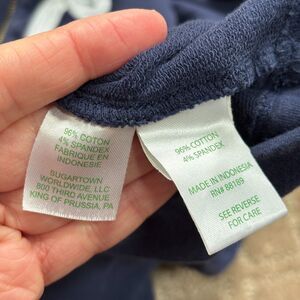 96% COTTON
4% SPANDEX
FABRIQUE EN
INDONESIE
SUGARTOWN
WORLDWIDE, LLC
800 THIRD AVENUE
KING OF PRUSSIA, PA
96% COTTON
4% SPANDEX
MADE IN INDONESIA
RN# 88189
SEE REVERSE
FOR CARE